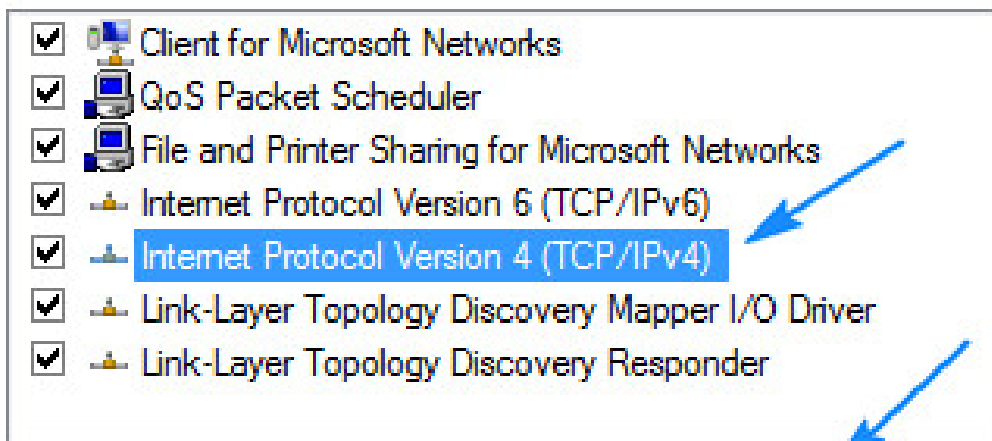 Client for Microsoft Networks
QoS Packet Scheduler
File and Printer Sharing for Microsoft Networks
Internet Protocol Version 6 (TCP/IPv6)
Internet Protocol Version 4 (TCP/IPv4)
Link-Layer Topology Discovery Mapper I/O Driver
Link-Layer Topology Discovery Responder